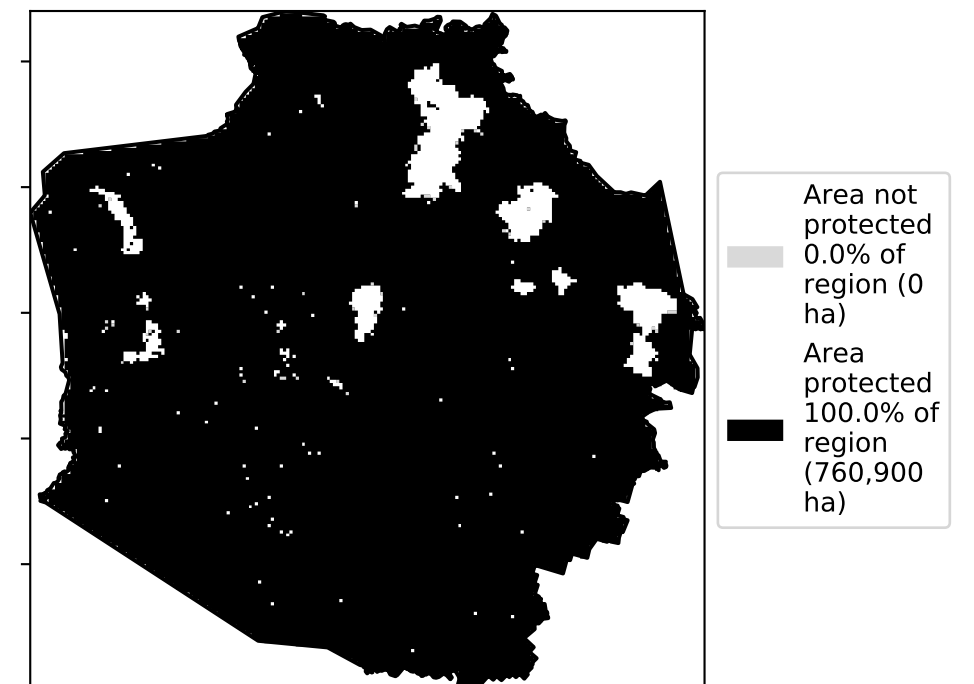 Area not
protected
0.0% of
region (0
ha)
Area
protected
100.0% of
region
(760,900
ha)